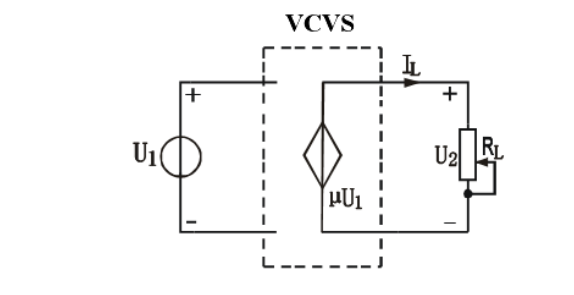 VCVS
I_L
+ +
U₁ U₂ R_L
μU₁
- -